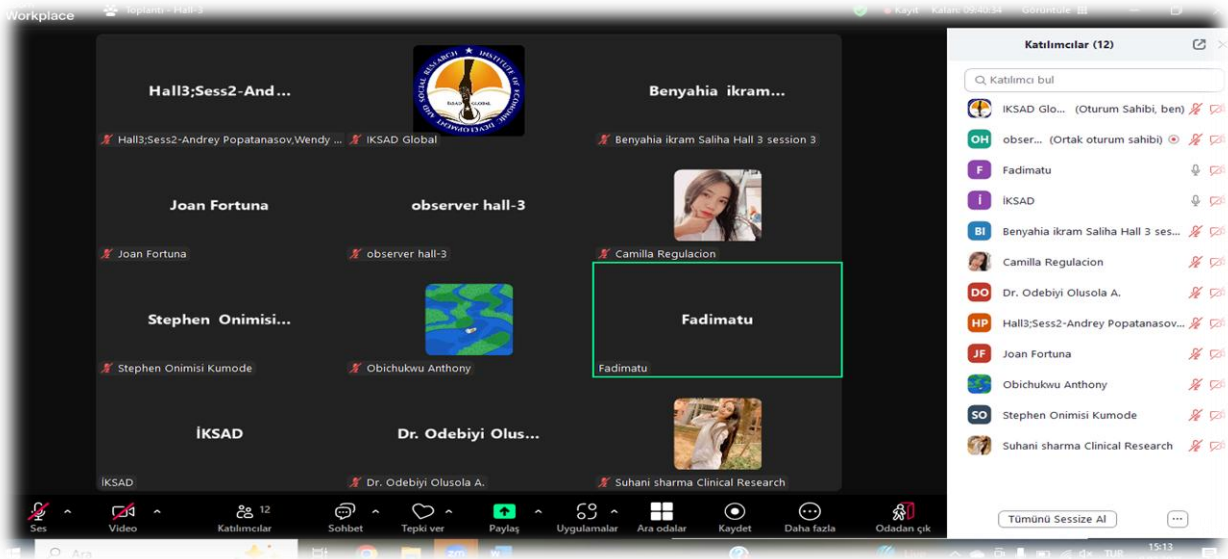 Workplace
Toplantı - Hall-3
Kayıt Kalanı 09:40:34 Görüntüle
Hall3;Sess2-And...
Benyahia ikram...
Hall3;Sess2-Andrey Popatanasov,Wendy ...
IKSAD Global
Benyahia ikram Saliha Hall 3 session 3
Joan Fortuna
observer hall-3
Joan Fortuna
observer hall-3
Camilla Regulacion
Stephen Onimisi...
Fadimatu
Stephen Onimisi Kumode
Obichukwu Anthony
Fadimatu
İKSAD
Dr. Odebiyi Olus...
İKSAD
Dr. Odebiyi Olusola A.
Suhani sharma Clinical Research
Katılımcılar (12)
Katılımcı bul
IKSAD Glo... (Oturum Sahibi, ben)
OH obser... (Ortak oturum sahibi)
F Fadimatu
İ İKSAD
BI Benyahia ikram Saliha Hall 3 ses...
Camilla Regulacion
DO Dr. Odebiyi Olusola A.
HP Hall3;Sess2-Andrey Popatanasov...
JF Joan Fortuna
Obichukwu Anthony
SO Stephen Onimisi Kumode
Suhani sharma Clinical Research
Tümünü Sessize Al
12
Ses Video Katılımcılar Sohbet Tepki ver Paylaş Uygulamalar Ara odalar Kaydet Daha fazla Odadan çık
Ara
TUR 15:13